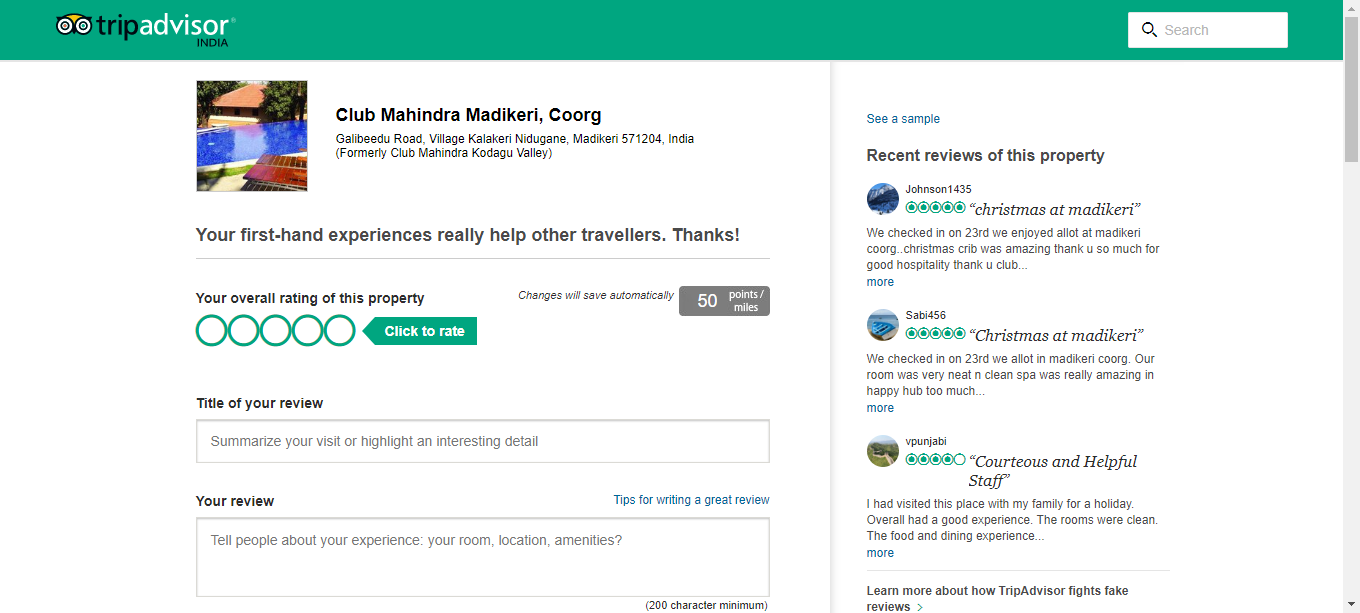 tripadvisor®
INDIA
Search
Club Mahindra Madikeri, Coorg
Galibeedu Road, Village Kalakeri Nidugane, Madikeri 571204, India
(Formerly Club Mahindra Kodagu Valley)
Your first-hand experiences really help other travellers. Thanks!
Your overall rating of this property
Changes will save automatically
50 points / miles
Click to rate
Title of your review
Summarize your visit or highlight an interesting detail
Your review
Tips for writing a great review
Tell people about your experience: your room, location, amenities?
(200 character minimum)
See a sample
Recent reviews of this property
Johnson1435
“christmas at madikeri”
We checked in on 23rd we enjoyed allot at madikeri
coorg..christmas crib was amazing thank u so much for
good hospitality thank u club...
more
Sabi456
“Christmas at madikeri”
We checked in on 23rd we allot in madikeri coorg. Our
room was very neat n clean spa was really amazing in
happy hub too much...
more
vpunjabi
“Courteous and Helpful
Staff”
I had visited this place with my family for a holiday.
Overall had a good experience. The rooms were clean.
The food and dining experience...
more
Learn more about how TripAdvisor fights fake
reviews >